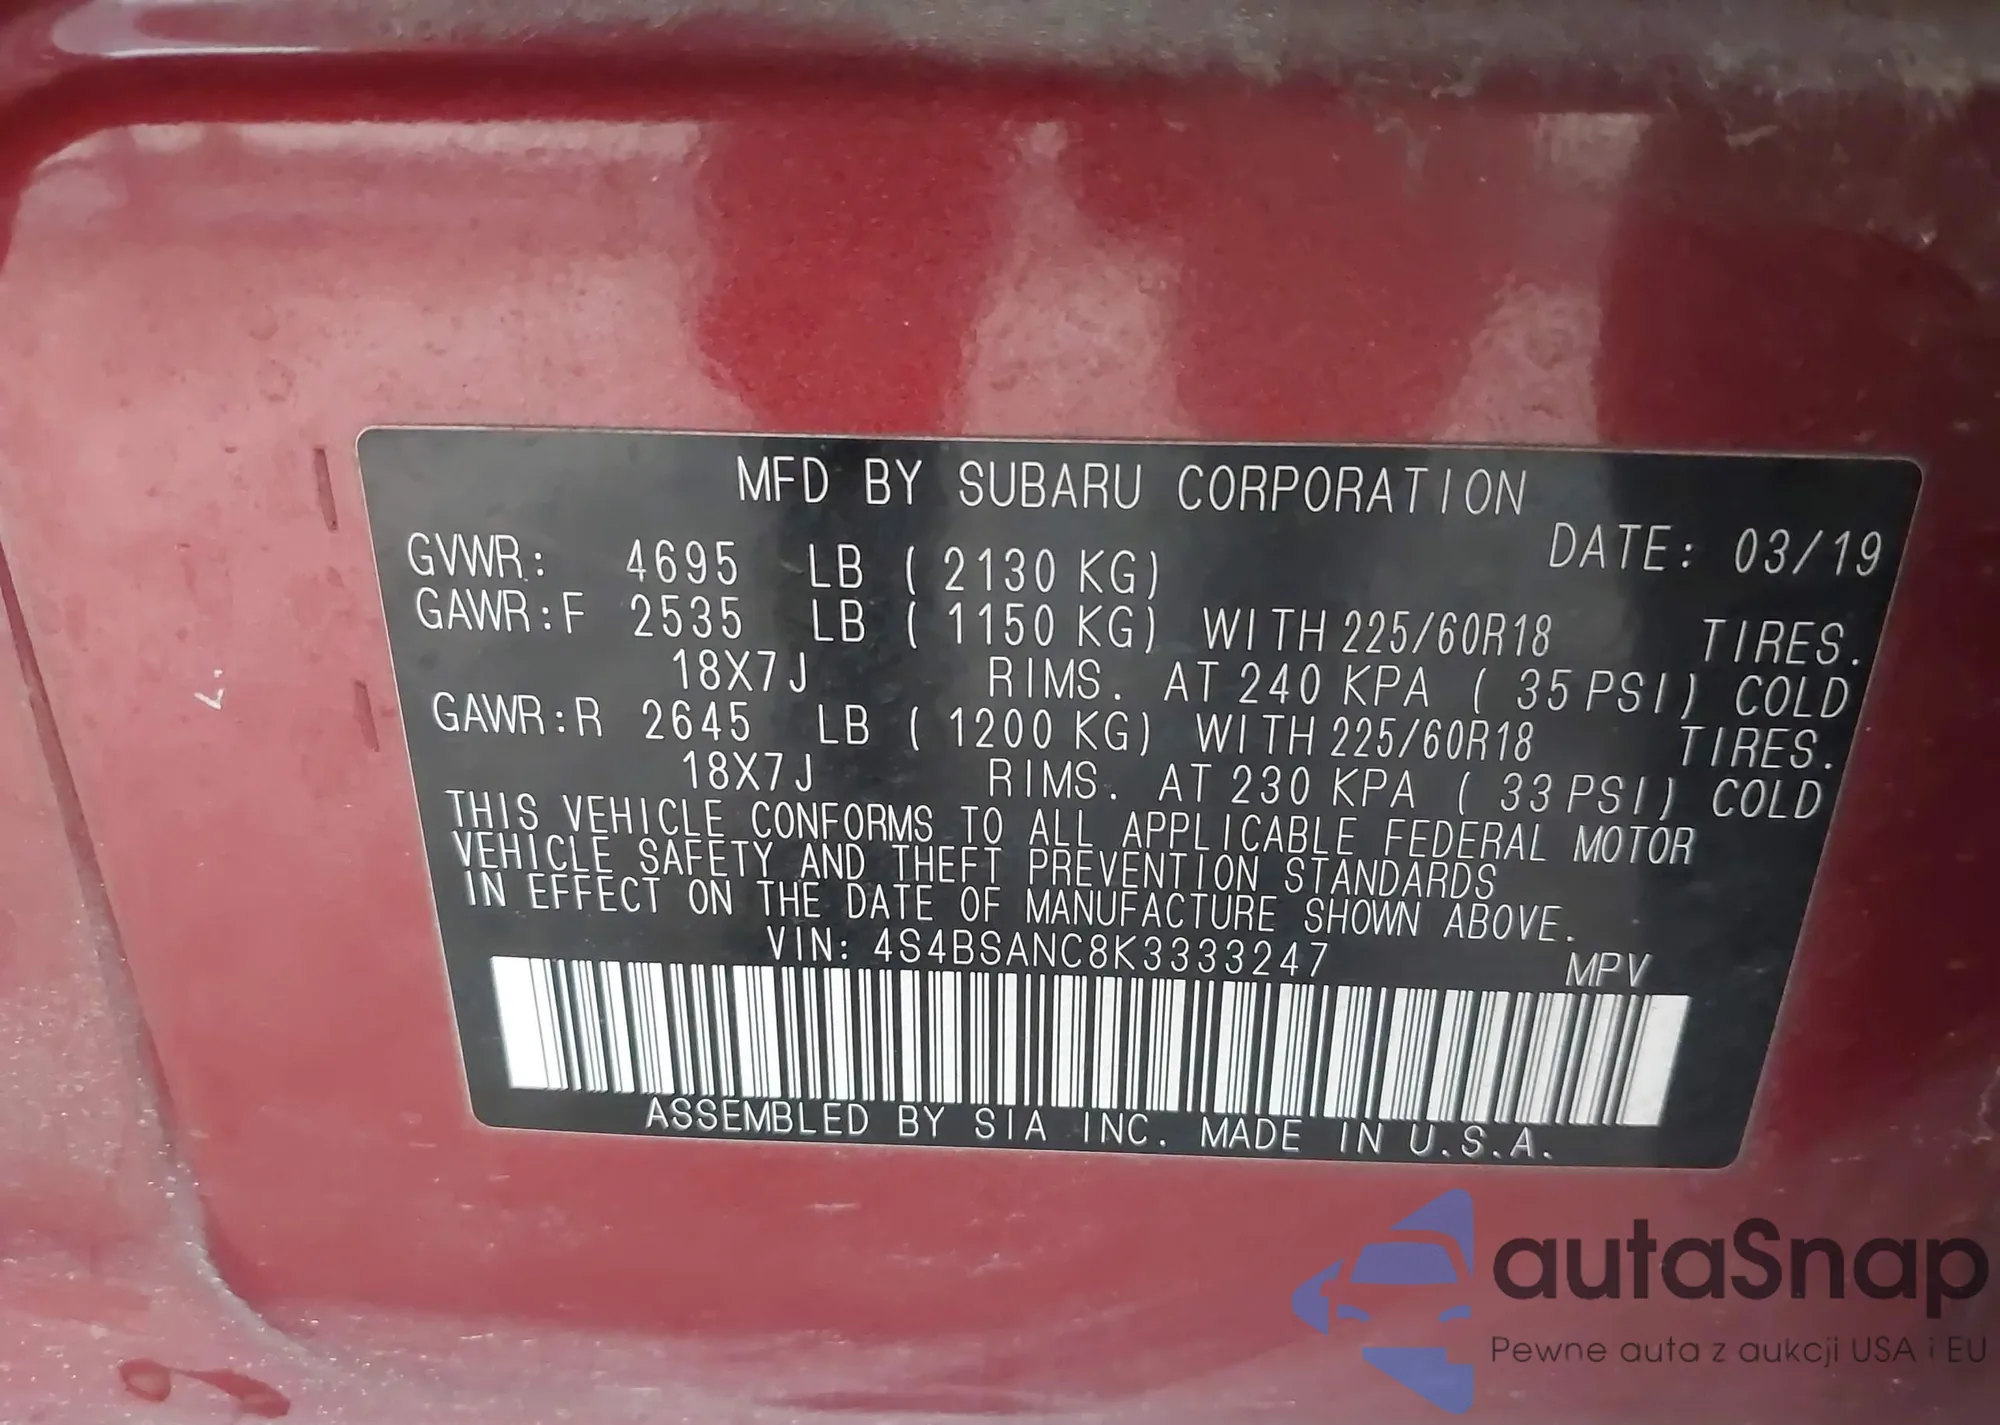 MFD BY SUBARU CORPORATION
DATE: 03/19
GVWR: 4695 LB ( 2130 KG)
GAWR:F 2535 LB ( 1150 KG) WITH 225/60R18 TIRES.
18X7J RIMS. AT 240 KPA ( 35 PSI) COLD
GAWR:R 2645 LB ( 1200 KG) WITH 225/60R18 TIRES.
18X7J RIMS. AT 230 KPA ( 33 PSI) COLD
THIS VEHICLE CONFORMS TO ALL APPLICABLE FEDERAL MOTOR
VEHICLE SAFETY AND THEFT PREVENTION STANDARDS
IN EFFECT ON THE DATE OF MANUFACTURE SHOWN ABOVE.
VIN: 4S4BSANC8K3333247 MPV
ASSEMBLED BY SIA INC. MADE IN U.S.A.
autaSnap
Pewne auta z aukcji USA i EU